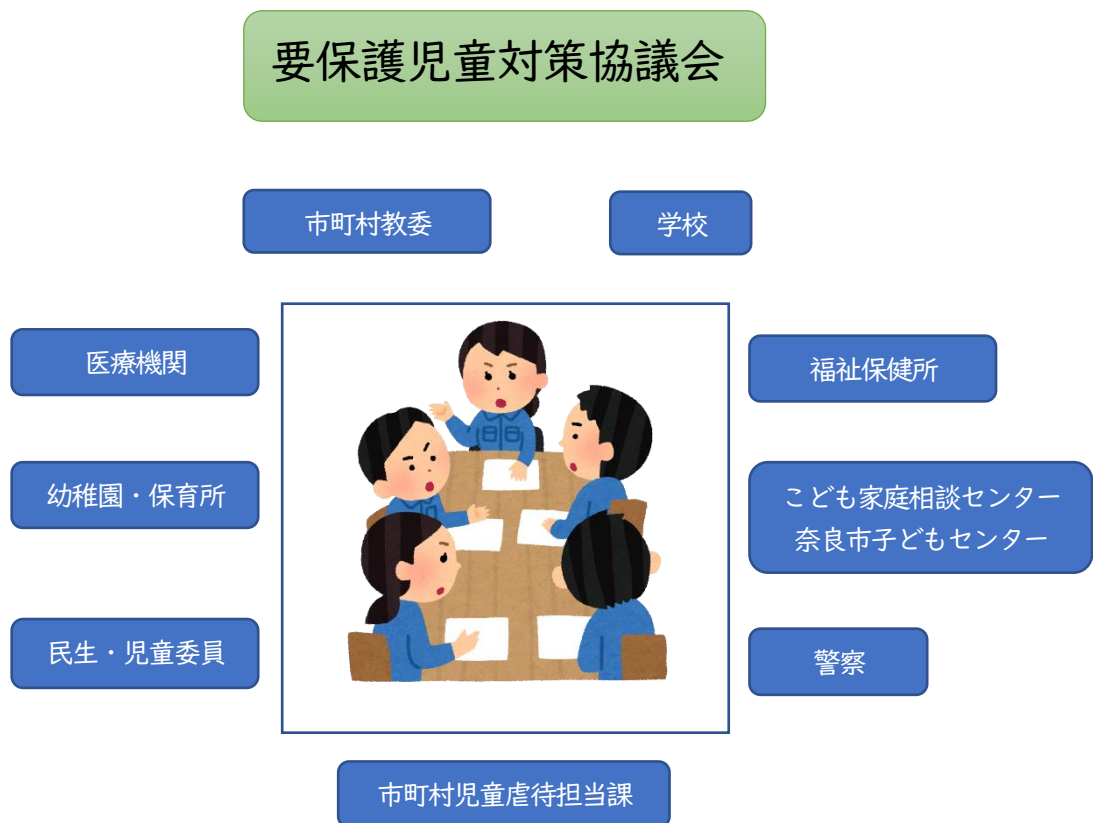 要保護児童対策協議会
市町村教委
学校
医療機関
福祉保健所
幼稚園・保育所
こども家庭相談センター
奈良市子どもセンター
民生・児童委員
警察
市町村児童虐待担当課